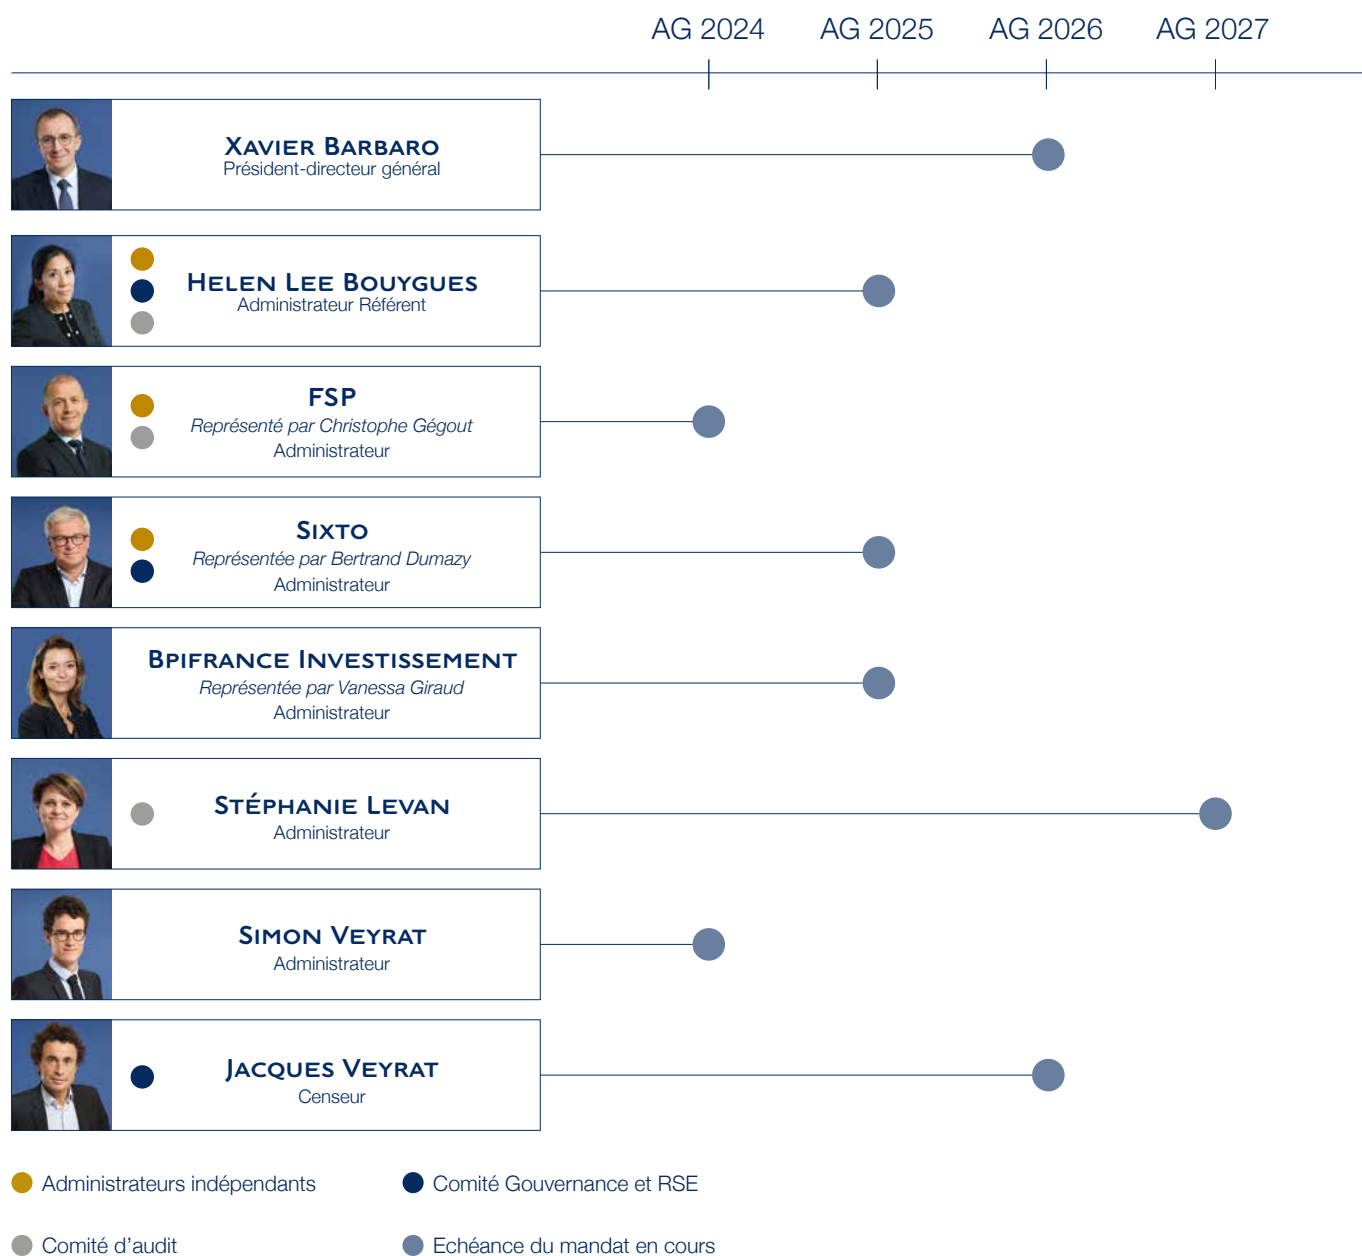 AG 2024 AG 2025 AG 2026 AG 2027
Xavier Barbaro
Président-directeur général
Helen Lee Bouygues
Administrateur Référent
FSP
Représenté par Christophe Gégout
Administrateur
Sixto
Représentée par Bertrand Dumazy
Administrateur
Bpifrance Investissement
Représentée par Vanessa Giraud
Administrateur
Stéphanie Levan
Administrateur
Simon Veyrat
Administrateur
Jacques Veyrat
Censeur
Administrateurs indépendants
Comité Gouvernance et RSE
Comité d'audit
Echéance du mandat en cours